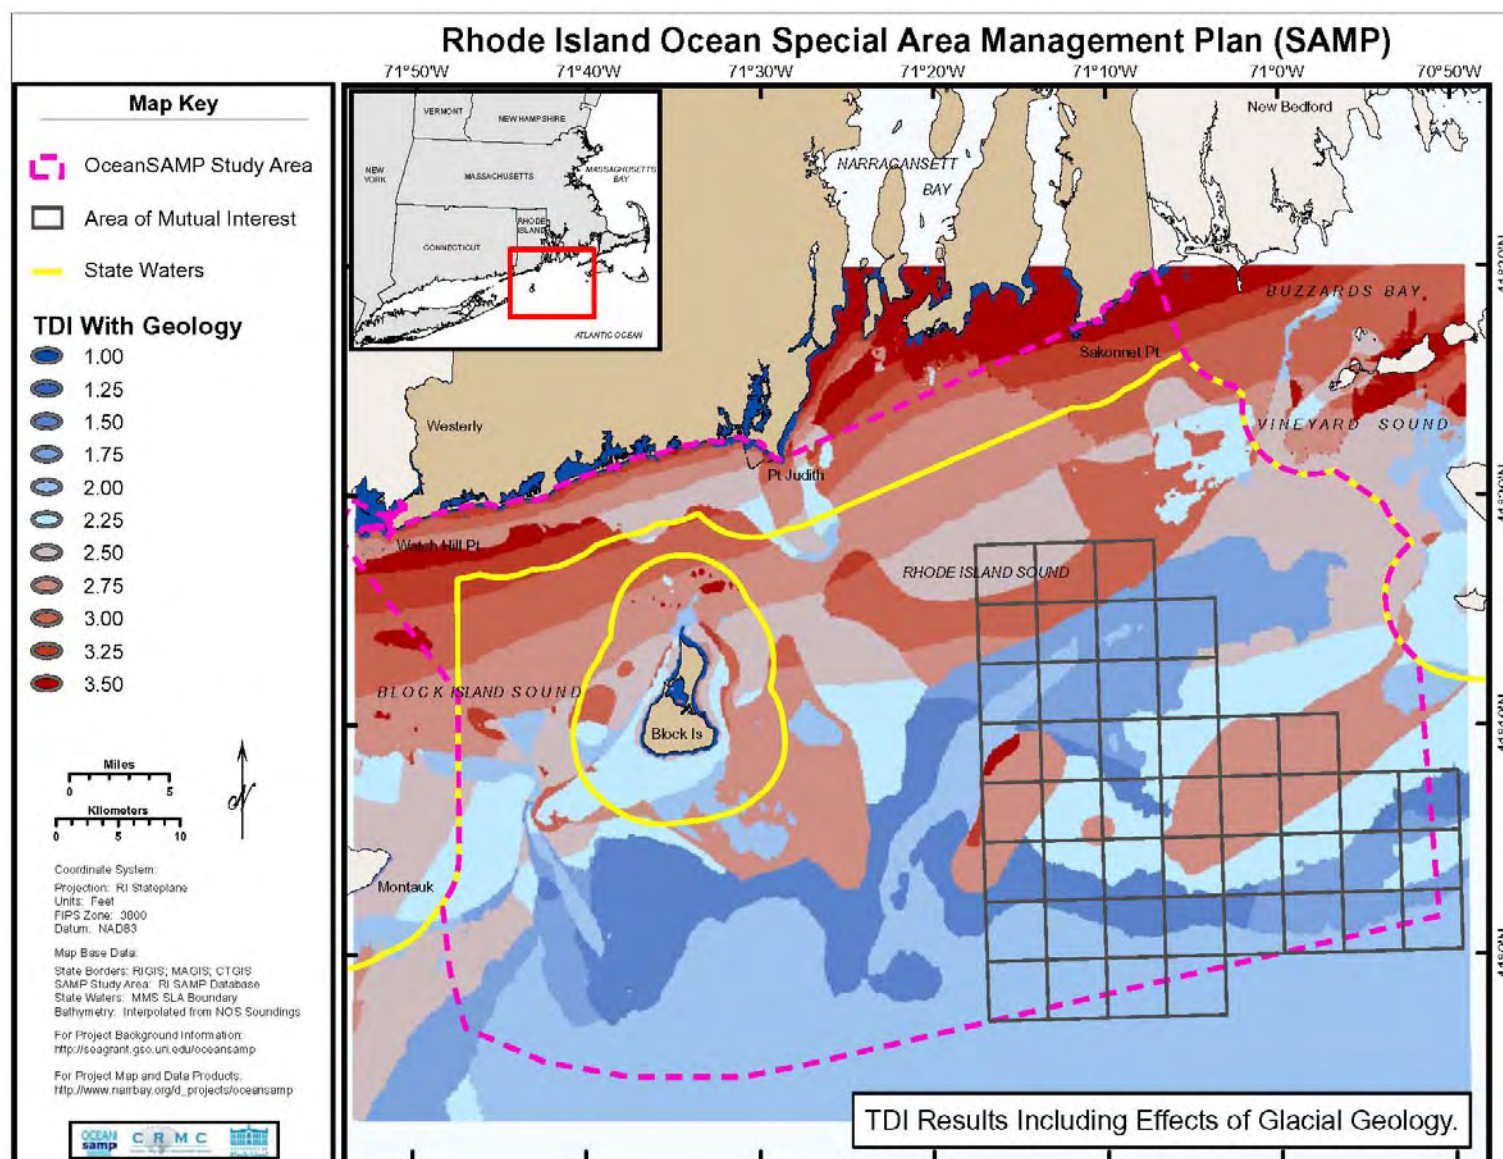 Rhode Island Ocean Special Area Management Plan (SAMP)
71°50'W 71°40'W 71°30'W 71°20'W 71°10'W 71°0'W 70°50'W
Map Key
OceanSAMP Study Area
Area of Mutual Interest
State Waters
TDI With Geology
1.00
1.25
1.50
1.75
2.00
2.25
2.50
2.75
3.00
3.25
3.50
Miles
0 5
Kilometers
0 5 10
N
Coordinate System:
Projection: RI Stateplane
Units: Feet
FIPS Zone: 3800
Datum: NAD83
Map Base Data:
State Borders: RIGIS; MAGIS; CTGIS
SAMP Study Area: RI SAMP Database
State Waters: MMS SLA Boundary
Bathymetry: Interpolated from NOS Soundings
For Project Background Information:
http://seagrant.gso.uri.edu/oceansamp
For Project Map and Data Products:
http://www.narrbay.org/d_projects/oceansamp
OCEAN
samp
CRMC
VERMONT
NEW HAMPSHIRE
NEW
YORK
MASSACHUSETTS
MASSACHUSETTS
BAY
RHODE
ISLAND
CONNECTICUT
ATLANTIC OCEAN
New Bedford
NARRAGANSETT
BAY
BUZZARDS BAY
Sakonnet Pt.
VINEYARD SOUND
Westerly
Pt Judith
Watch Hill Pt
RHODE ISLAND SOUND
BLOCK ISLAND SOUND
Block Is
Montauk
41°20'N
41°10'N
41°0'N
TDI Results Including Effects of Glacial Geology.